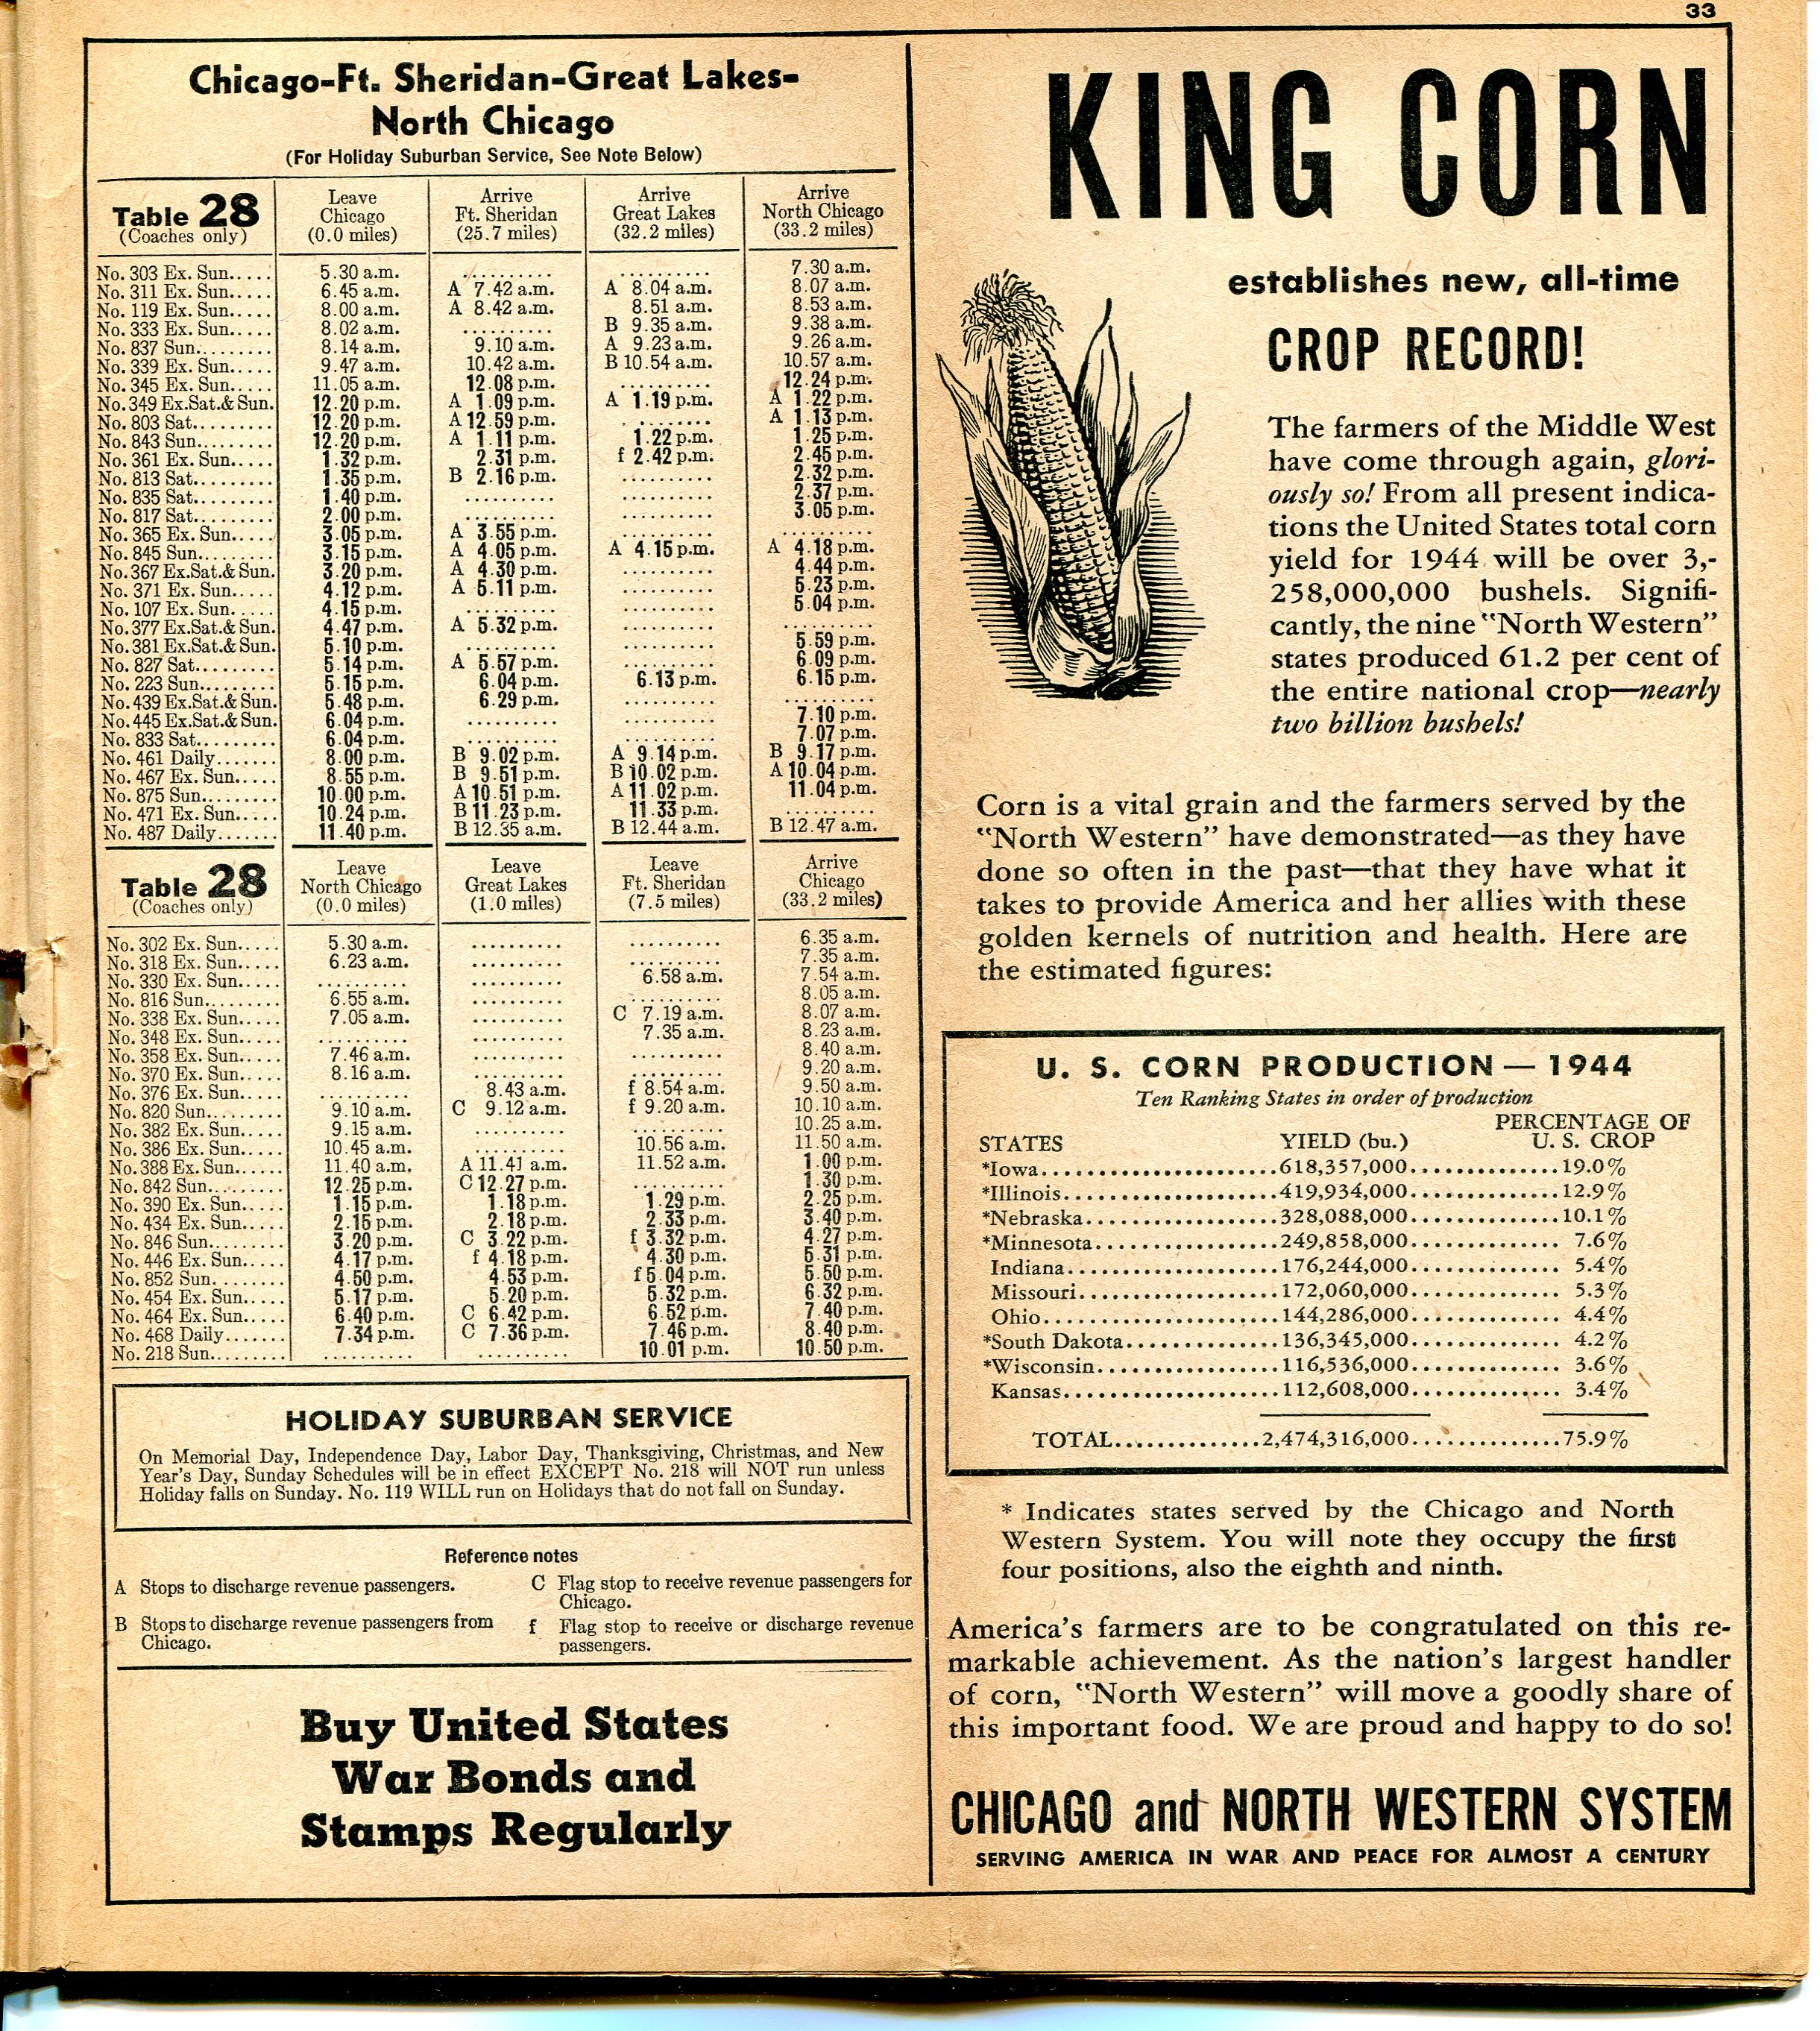 33
Chicago-Ft. Sheridan-Great Lakes-
North Chicago
(For Holiday Suburban Service, See Note Below)
Table 28 (Coaches only) | Leave Chicago (0.0 miles) | Arrive Ft. Sheridan (25.7 miles) | Arrive Great Lakes (32.2 miles) | Arrive North Chicago (33.2 miles)
No. 303 Ex. Sun..... 5.30 a.m. .......... .......... 7.30 a.m.
No. 311 Ex. Sun..... 6.45 a.m. A 7.42 a.m. A 8.04 a.m. 8.07 a.m.
No. 119 Ex. Sun..... 8.00 a.m. A 8.42 a.m. 8.51 a.m. 8.53 a.m.
No. 333 Ex. Sun..... 8.02 a.m. .......... B 9.35 a.m. 9.38 a.m.
No. 837 Sun......... 8.14 a.m. 9.10 a.m. A 9.23 a.m. 9.26 a.m.
No. 339 Ex. Sun..... 9.47 a.m. 10.42 a.m. B 10.54 a.m. 10.57 a.m.
No. 345 Ex. Sun..... 11.05 a.m. 12.08 p.m. .......... 12.24 p.m.
No. 349 Ex.Sat.& Sun. 12.20 p.m. A 1.09 p.m. A 1.19 p.m. A 1.22 p.m.
No. 803 Sat......... 12.20 p.m. A 12.59 p.m. .......... A 1.13 p.m.
No. 843 Sun......... 12.20 p.m. A 1.11 p.m. 1.22 p.m. 1.25 p.m.
No. 361 Ex. Sun..... 1.32 p.m. 2.31 p.m. f 2.42 p.m. 2.45 p.m.
No. 813 Sat......... 1.35 p.m. B 2.16 p.m. .......... 2.32 p.m.
No. 835 Sat......... 1.40 p.m. .......... .......... 2.37 p.m.
No. 817 Sat......... 2.00 p.m. .......... .......... 3.05 p.m.
No. 365 Ex. Sun..... 3.05 p.m. A 3.55 p.m. .......... ..........
No. 845 Sun......... 3.15 p.m. A 4.05 p.m. A 4.15 p.m. A 4.18 p.m.
No. 367 Ex.Sat.& Sun. 3.20 p.m. A 4.30 p.m. .......... 4.44 p.m.
No. 371 Ex. Sun..... 4.12 p.m. A 5.11 p.m. .......... 5.23 p.m.
No. 107 Ex. Sun..... 4.15 p.m. .......... .......... 5.04 p.m.
No. 377 Ex.Sat.& Sun. 4.47 p.m. A 5.32 p.m. .......... ..........
No. 381 Ex.Sat.& Sun. 5.10 p.m. .......... .......... 5.59 p.m.
No. 827 Sat......... 5.14 p.m. A 5.57 p.m. .......... 6.09 p.m.
No. 223 Sun......... 5.15 p.m. 6.04 p.m. 6.13 p.m. 6.15 p.m.
No. 439 Ex.Sat.& Sun. 5.48 p.m. 6.29 p.m. .......... ..........
No. 445 Ex.Sat.& Sun. 6.04 p.m. .......... .......... 7.10 p.m.
No. 833 Sat......... 6.04 p.m. .......... .......... 7.07 p.m.
No. 461 Daily....... 8.00 p.m. B 9.02 p.m. A 9.14 p.m. B 9.17 p.m.
No. 467 Ex. Sun..... 8.55 p.m. B 9.51 p.m. B 10.02 p.m. A 10.04 p.m.
No. 875 Sun......... 10.00 p.m. A 10.51 p.m. A 11.02 p.m. 11.04 p.m.
No. 471 Ex. Sun..... 10.24 p.m. B 11.23 p.m. 11.33 p.m. ..........
No. 487 Daily....... 11.40 p.m. B 12.35 a.m. B 12.44 a.m. B 12.47 a.m.
Table 28 (Coaches only) | Leave North Chicago (0.0 miles) | Leave Great Lakes (1.0 miles) | Leave Ft. Sheridan (7.5 miles) | Arrive Chicago (33.2 miles)
No. 302 Ex. Sun..... 5.30 a.m. .......... .......... 6.35 a.m.
No. 318 Ex. Sun..... 6.23 a.m. .......... .......... 7.35 a.m.
No. 330 Ex. Sun..... .......... .......... 6.58 a.m. 7.54 a.m.
No. 816 Sun......... 6.55 a.m. .......... .......... 8.05 a.m.
No. 338 Ex. Sun..... 7.05 a.m. .......... C 7.19 a.m. 8.07 a.m.
No. 348 Ex. Sun..... .......... .......... 7.35 a.m. 8.23 a.m.
No. 358 Ex. Sun..... 7.46 a.m. .......... .......... 8.40 a.m.
No. 370 Ex. Sun..... 8.16 a.m. .......... .......... 9.20 a.m.
No. 376 Ex. Sun..... .......... 8.43 a.m. f 8.54 a.m. 9.50 a.m.
No. 820 Sun......... 9.10 a.m. C 9.12 a.m. f 9.20 a.m. 10.10 a.m.
No. 382 Ex. Sun..... 9.15 a.m. .......... .......... 10.25 a.m.
No. 386 Ex. Sun..... 10.45 a.m. .......... 10.56 a.m. 11.50 a.m.
No. 388 Ex. Sun..... 11.40 a.m. A 11.41 a.m. 11.52 a.m. 1.00 p.m.
No. 842 Sun......... 12.25 p.m. C 12.27 p.m. .......... 1.30 p.m.
No. 390 Ex. Sun..... 1.15 p.m. 1.18 p.m. 1.29 p.m. 2.25 p.m.
No. 434 Ex. Sun..... 2.15 p.m. 2.18 p.m. 2.33 p.m. 3.40 p.m.
No. 846 Sun......... 3.20 p.m. C 3.22 p.m. f 3.32 p.m. 4.27 p.m.
No. 446 Ex. Sun..... 4.17 p.m. f 4.18 p.m. 4.30 p.m. 5.31 p.m.
No. 852 Sun......... 4.50 p.m. 4.53 p.m. f 5.04 p.m. 5.50 p.m.
No. 454 Ex. Sun..... 5.17 p.m. 5.20 p.m. 5.32 p.m. 6.32 p.m.
No. 464 Ex. Sun..... 6.40 p.m. C 6.42 p.m. 6.52 p.m. 7.40 p.m.
No. 468 Daily....... 7.34 p.m. C 7.36 p.m. 7.46 p.m. 8.40 p.m.
No. 218 Sun......... .......... .......... 10.01 p.m. 10.50 p.m.
HOLIDAY SUBURBAN SERVICE
On Memorial Day, Independence Day, Labor Day, Thanksgiving, Christmas, and New
Year's Day, Sunday Schedules will be in effect EXCEPT No. 218 will NOT run unless
Holiday falls on Sunday. No. 119 WILL run on Holidays that do not fall on Sunday.
Reference notes
A Stops to discharge revenue passengers.
B Stops to discharge revenue passengers from
Chicago.
C Flag stop to receive revenue passengers for
Chicago.
f Flag stop to receive or discharge revenue
passengers.
Buy United States
War Bonds and
Stamps Regularly
KING CORN
establishes new, all-time
CROP RECORD!
The farmers of the Middle West
have come through again, glori-
ously so! From all present indica-
tions the United States total corn
yield for 1944 will be over 3,-
258,000,000 bushels. Signifi-
cantly, the nine "North Western"
states produced 61.2 per cent of
the entire national crop—nearly
two billion bushels!
Corn is a vital grain and the farmers served by the
"North Western" have demonstrated—as they have
done so often in the past—that they have what it
takes to provide America and her allies with these
golden kernels of nutrition and health. Here are
the estimated figures:
U. S. CORN PRODUCTION — 1944
Ten Ranking States in order of production
STATES YIELD (bu.) PERCENTAGE OF U. S. CROP
*Iowa..........618,357,000..........19.0%
*Illinois..........419,934,000..........12.9%
*Nebraska..........328,088,000..........10.1%
*Minnesota..........249,858,000..........7.6%
Indiana..........176,244,000..........5.4%
Missouri..........172,060,000..........5.3%
Ohio..........144,286,000..........4.4%
*South Dakota..........136,345,000..........4.2%
*Wisconsin..........116,536,000..........3.6%
Kansas..........112,608,000..........3.4%
TOTAL..........2,474,316,000..........75.9%
* Indicates states served by the Chicago and North
Western System. You will note they occupy the first
four positions, also the eighth and ninth.
America's farmers are to be congratulated on this re-
markable achievement. As the nation's largest handler
of corn, "North Western" will move a goodly share of
this important food. We are proud and happy to do so!
CHICAGO and NORTH WESTERN SYSTEM
SERVING AMERICA IN WAR AND PEACE FOR ALMOST A CENTURY